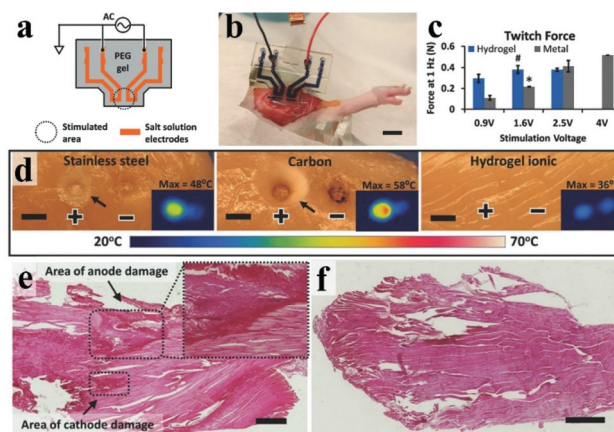 a
AC
PEG
gel
Stimulated
area
Salt solution
electrodes
b
c
Twitch Force
Hydrogel
Metal
Force at 1 Hz (N)
0.6
0.4
0.2
0
#
*
0.9V
1.6V
2.5V
4V
Stimulation Voltage
d
Stainless steel
Max = 48°C
+
−
Carbon
Max = 58°C
+
−
Hydrogel ionic
Max = 36°
+
−
20°C
70°C
e
Area of anode damage
Area of cathode damage
f